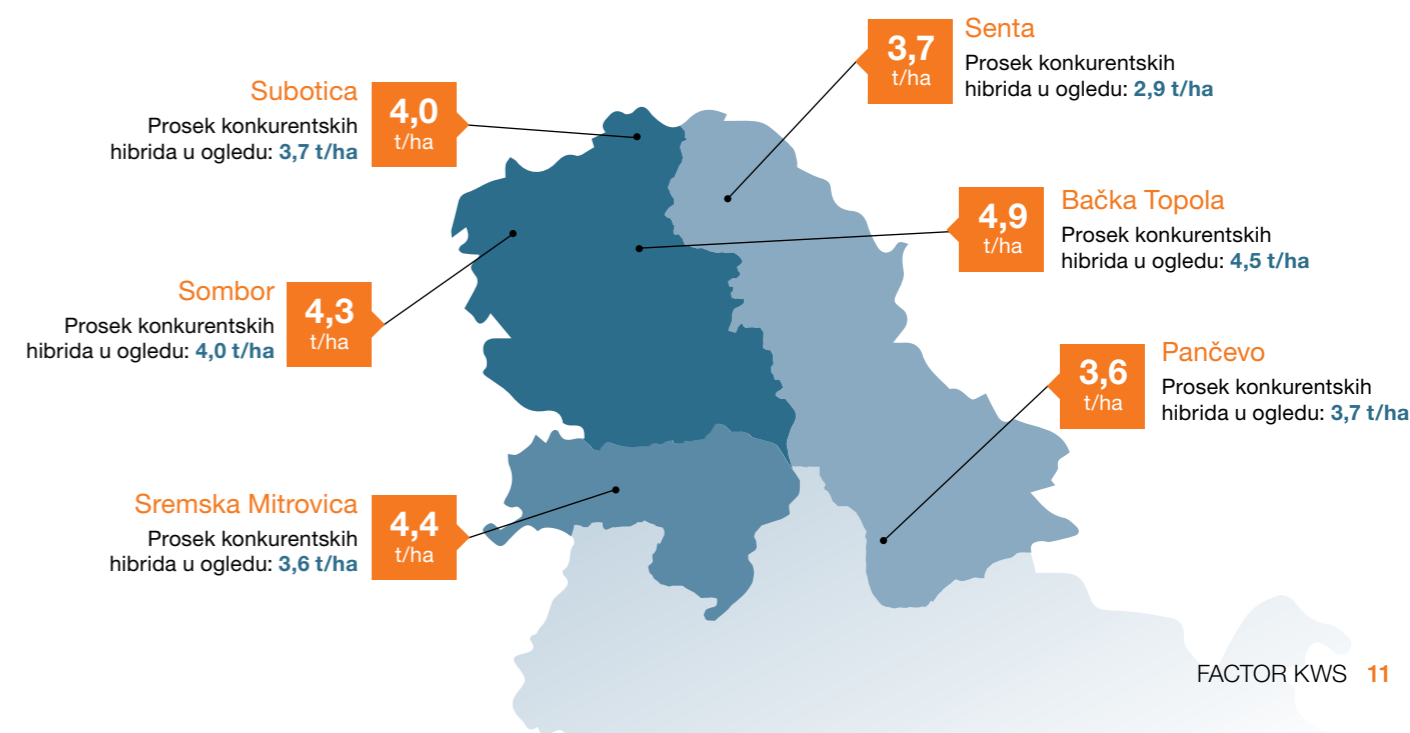 Senta
3,7
t/ha
Prosek konkurentskih
hibrida u ogledu: 2,9 t/ha
Subotica
4,0
t/ha
Prosek konkurentskih
hibrida u ogledu: 3,7 t/ha
Bačka Topola
4,9
t/ha
Prosek konkurentskih
hibrida u ogledu: 4,5 t/ha
Sombor
4,3
t/ha
Prosek konkurentskih
hibrida u ogledu: 4,0 t/ha
Pančevo
3,6
t/ha
Prosek konkurentskih
hibrida u ogledu: 3,7 t/ha
Sremska Mitrovica
4,4
t/ha
Prosek konkurentskih
hibrida u ogledu: 3,6 t/ha
FACTOR KWS 11